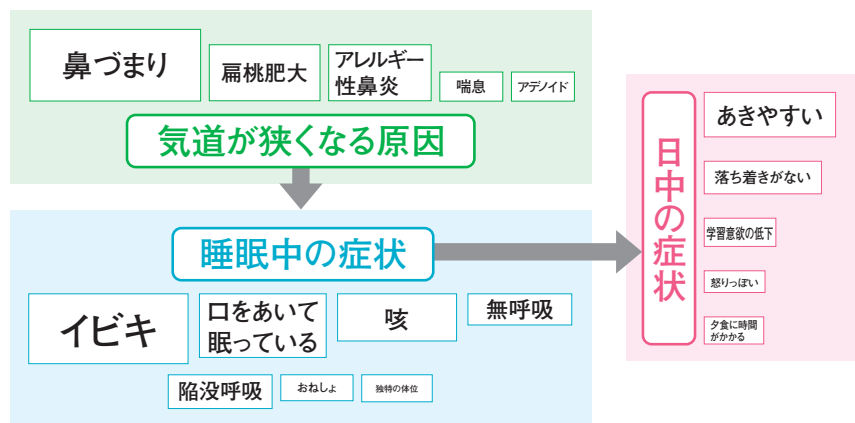 鼻づまり
扁桃肥大
アレルギー
性鼻炎
喘息
アデノイド
気道が狭くなる原因
睡眠中の症状
イビキ
口をあいて
眠っている
咳
無呼吸
陥没呼吸
おねしょ
独特の体位
日中の症状
あきやすい
落ち着きがない
学習意欲の低下
怒りっぽい
夕食に時間
がかかる